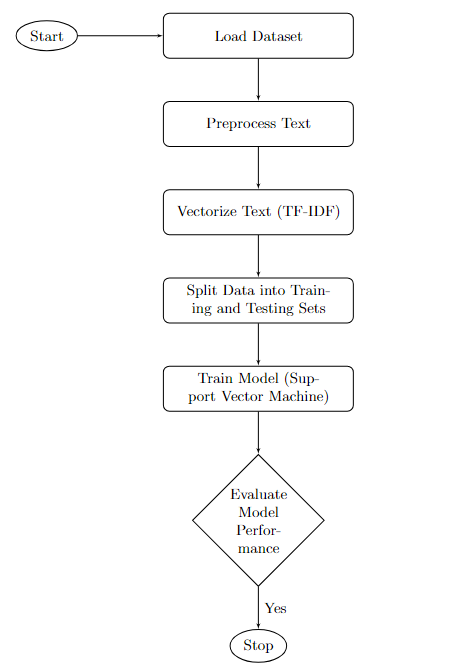 Start
Load Dataset
Preprocess Text
Vectorize Text (TF-IDF)
Split Data into Train-
ing and Testing Sets
Train Model (Sup-
port Vector Machine)
Evaluate
Model
Perfor-
mance
Yes
Stop